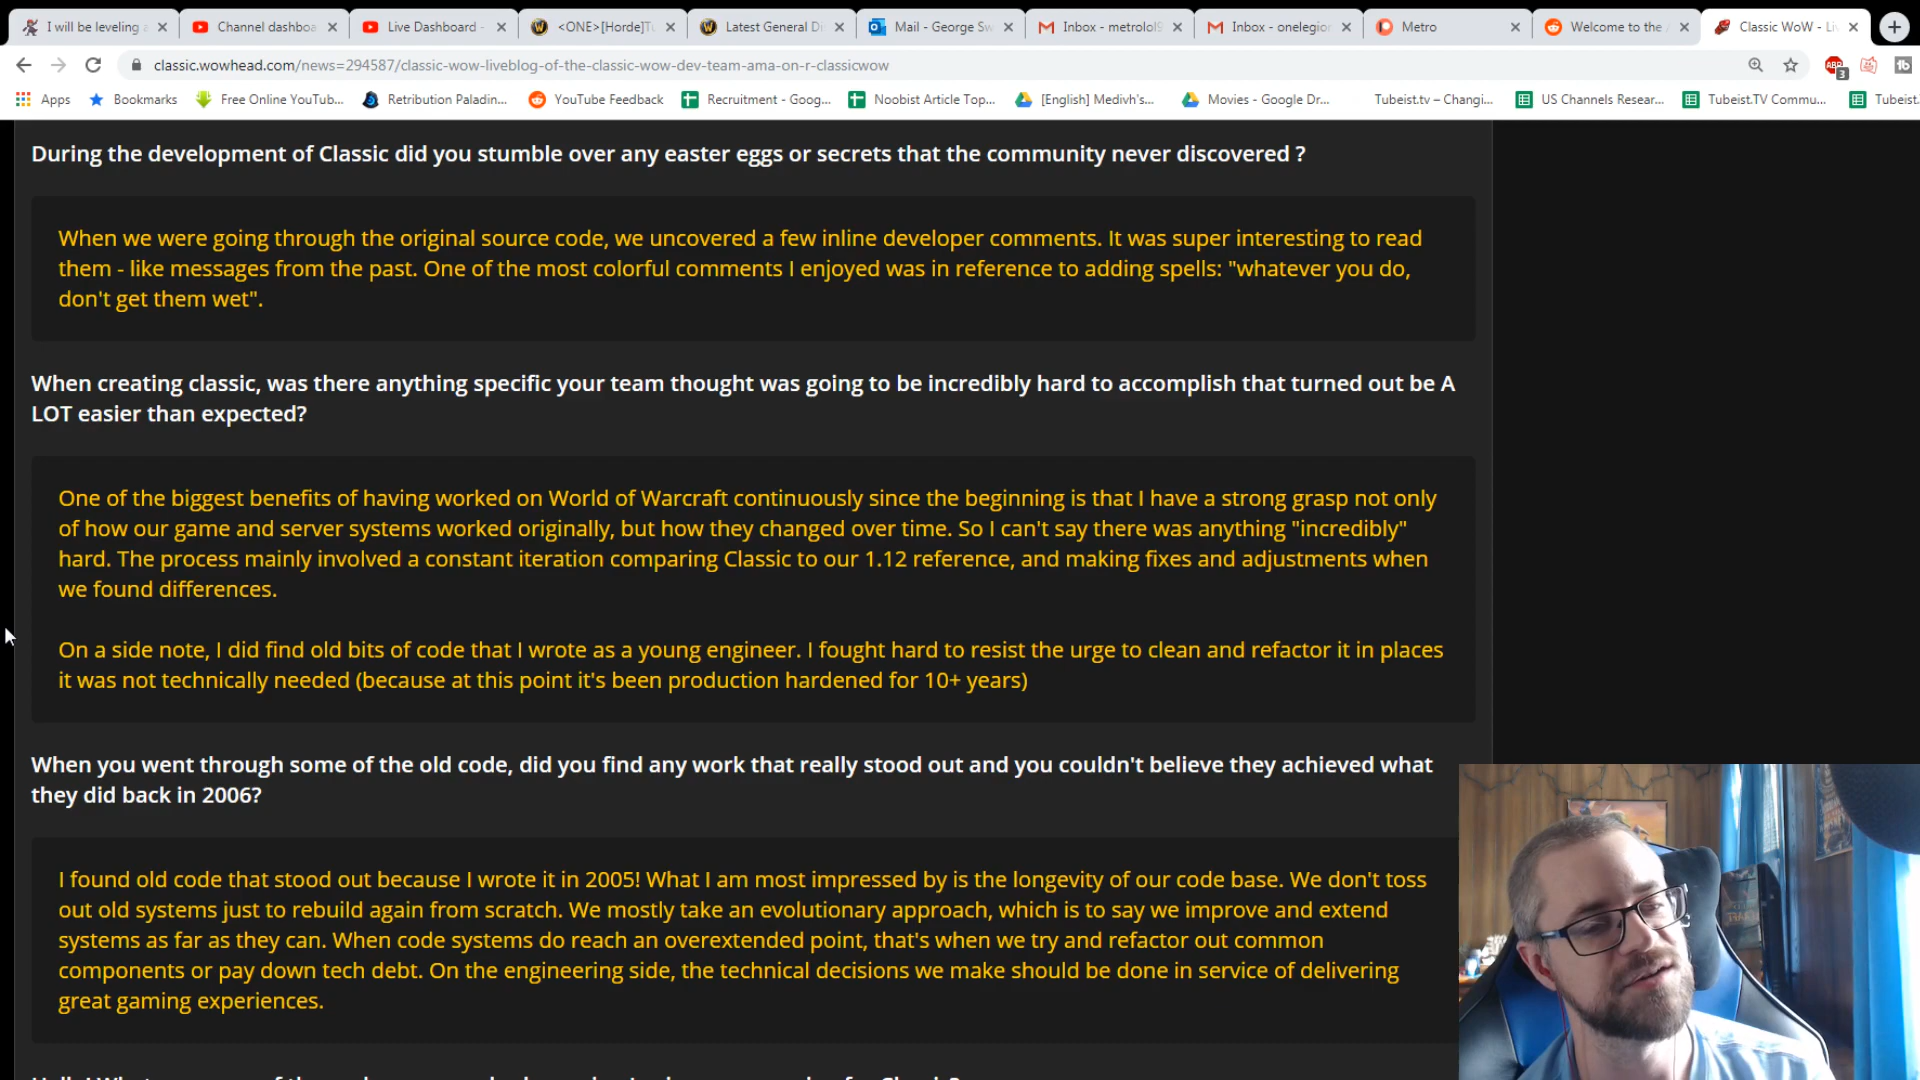 I will be leveling a
Channel dashboa
Live Dashboard -
<ONE>[Horde]Tu
Latest General Di
Mail - George Sw
Inbox - metrolol9
Inbox - onelegion
Metro
Welcome to the A
Classic WoW - Li
classic.wowhead.com/news=294587/classic-wow-liveblog-of-the-classic-wow-dev-team-ama-on-r-classicwow
ABP
3
tb
Apps
Bookmarks
Free Online YouTub...
Retribution Paladin...
YouTube Feedback
Recruitment - Goog...
Noobist Article Top...
[English] Medivh's...
Movies - Google Dr...
Tubeist.tv – Changi...
US Channels Resear...
Tubeist.TV Commu...
Tubeist.
During the development of Classic did you stumble over any easter eggs or secrets that the community never discovered ?
When we were going through the original source code, we uncovered a few inline developer comments. It was super interesting to read
them - like messages from the past. One of the most colorful comments I enjoyed was in reference to adding spells: "whatever you do,
don't get them wet".
When creating classic, was there anything specific your team thought was going to be incredibly hard to accomplish that turned out be A
LOT easier than expected?
One of the biggest benefits of having worked on World of Warcraft continuously since the beginning is that I have a strong grasp not only
of how our game and server systems worked originally, but how they changed over time. So I can't say there was anything "incredibly"
hard. The process mainly involved a constant iteration comparing Classic to our 1.12 reference, and making fixes and adjustments when
we found differences.
On a side note, I did find old bits of code that I wrote as a young engineer. I fought hard to resist the urge to clean and refactor it in places
it was not technically needed (because at this point it's been production hardened for 10+ years)
When you went through some of the old code, did you find any work that really stood out and you couldn't believe they achieved what
they did back in 2006?
I found old code that stood out because I wrote it in 2005! What I am most impressed by is the longevity of our code base. We don't toss
out old systems just to rebuild again from scratch. We mostly take an evolutionary approach, which is to say we improve and extend
systems as far as they can. When code systems do reach an overextended point, that's when we try and refactor out common
components or pay down tech debt. On the engineering side, the technical decisions we make should be done in service of delivering
great gaming experiences.